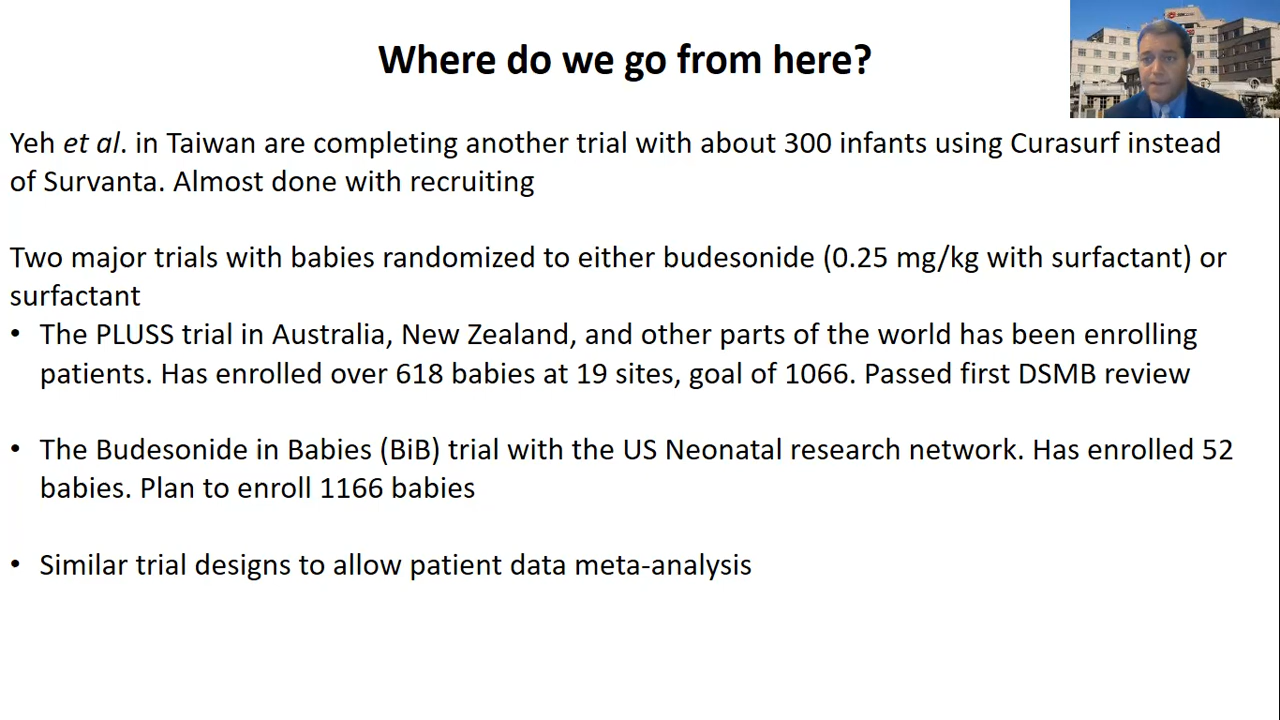 Where do we go from here?
Yeh et al. in Taiwan are completing another trial with about 300 infants using Curasurf instead
of Survanta. Almost done with recruiting
Two major trials with babies randomized to either budesonide (0.25 mg/kg with surfactant) or
surfactant
• The PLUSS trial in Australia, New Zealand, and other parts of the world has been enrolling
patients. Has enrolled over 618 babies at 19 sites, goal of 1066. Passed first DSMB review
• The Budesonide in Babies (BiB) trial with the US Neonatal research network. Has enrolled 52
babies. Plan to enroll 1166 babies
• Similar trial designs to allow patient data meta-analysis